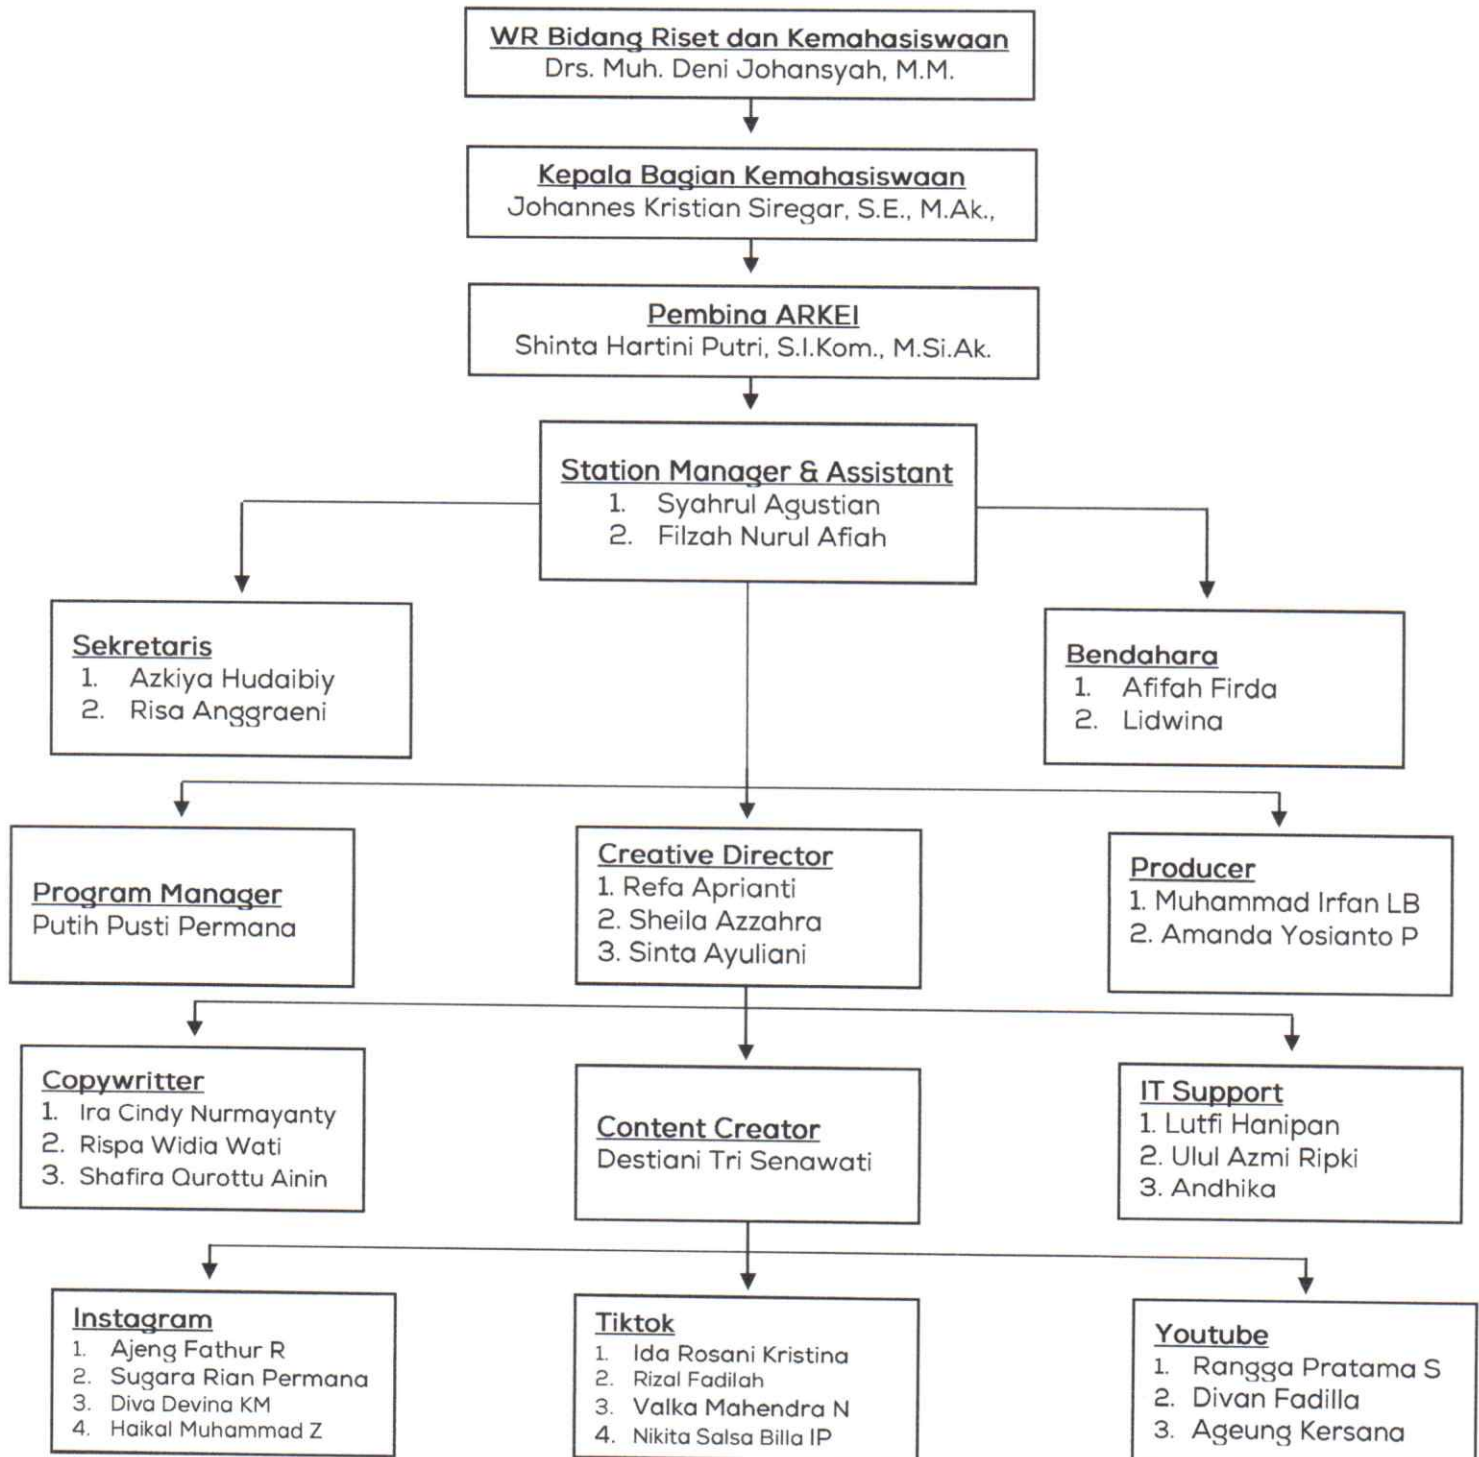 WR Bidang Riset dan Kemahasiswaan
Drs. Muh. Deni Johansyah, M.M.
Kepala Bagian Kemahasiswaan
Johannes Kristian Siregar, S.E., M.Ak.,
Pembina ARKEI
Shinta Hartini Putri, S.I.Kom., M.Si.Ak.
Station Manager & Assistant
1. Syahrul Agustian
2. Filzah Nurul Afiah
Sekretaris
1. Azkiya Hudaibiy
2. Risa Anggraeni
Bendahara
1. Afifah Firda
2. Lidwina
Program Manager
Putih Pusti Permana
Creative Director
1. Refa Aprianti
2. Sheila Azzahra
3. Sinta Ayuliani
Producer
1. Muhammad Irfan LB
2. Amanda Yosianto P
Copywritter
1. Ira Cindy Nurmayanty
2. Rispa Widia Wati
3. Shafira Qurottu Ainin
Content Creator
Destiani Tri Senawati
IT Support
1. Lutfi Hanipan
2. Ulul Azmi Ripki
3. Andhika
Instagram
1. Ajeng Fathur R
2. Sugara Rian Permana
3. Diva Devina KM
4. Haikal Muhammad Z
Tiktok
1. Ida Rosani Kristina
2. Rizal Fadilah
3. Valka Mahendra N
4. Nikita Salsa Billa IP
Youtube
1. Rangga Pratama S
2. Divan Fadilla
3. Ageung Kersana